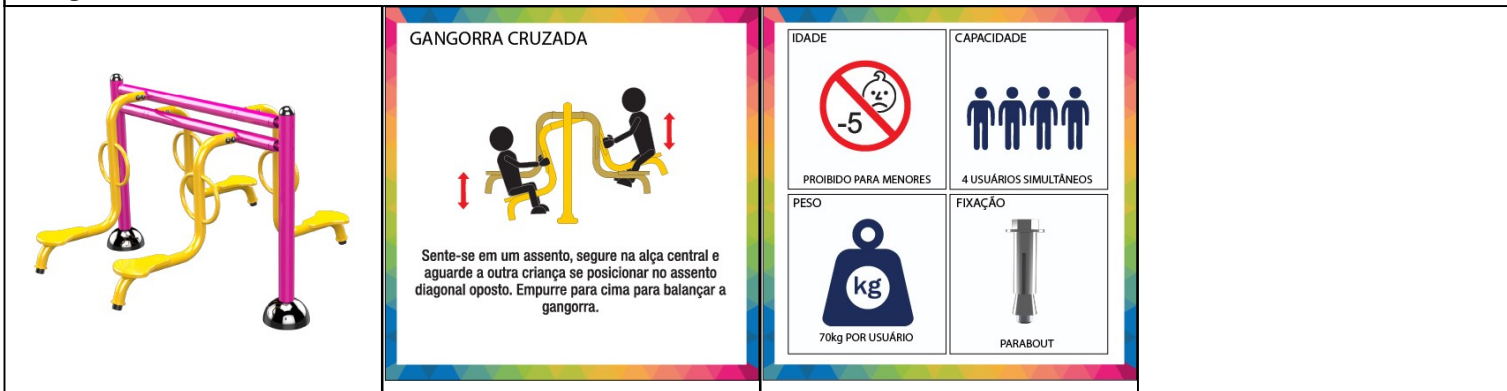 GANGORRA CRUZADA
Sente-se em um assento, segure na alça central e
aguarde a outra criança se posicionar no assento
diagonal oposto. Empurre para cima para balançar a
gangorra.
IDADE
-5
PROIBIDO PARA MENORES
CAPACIDADE
4 USUÁRIOS SIMULTÂNEOS
PESO
kg
70kg POR USUÁRIO
FIXAÇÃO
PARABOUT